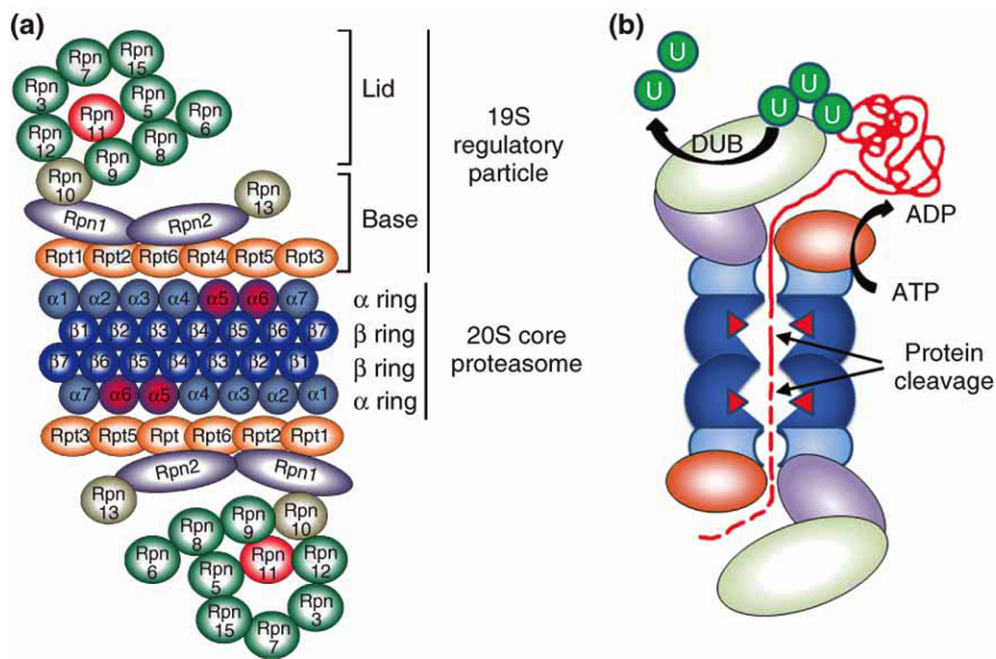 (a)
Rpn 7
Rpn 15
Rpn 3
Rpn 11
Rpn 5
Rpn 6
Rpn 12
Rpn 9
Rpn 8
Rpn 10
Rpn 13
Rpn1
Rpn2
Rpt1 Rpt2 Rpt6 Rpt4 Rpt5 Rpt3
α1 α2 α3 α4 α5 α6 α7
β1 β2 β3 β4 β5 β6 β7
β7 β6 β5 β4 β3 β2 β1
α7 α6 α5 α4 α3 α2 α1
Rpt3 Rpt5 Rpt Rpt6 Rpt2 Rpt1
Rpn2
Rpn1
Rpn 13
Rpn 10
Rpn 9
Rpn 8
Rpn 6
Rpn 11
Rpn 12
Rpn 5
Rpn 3
Rpn 15
Rpn 7
Lid
Base
19S
regulatory
particle
α ring
β ring
β ring
α ring
20S core
proteasome
(b)
U
U
U
U
U
DUB
ADP
ATP
Protein
cleavage